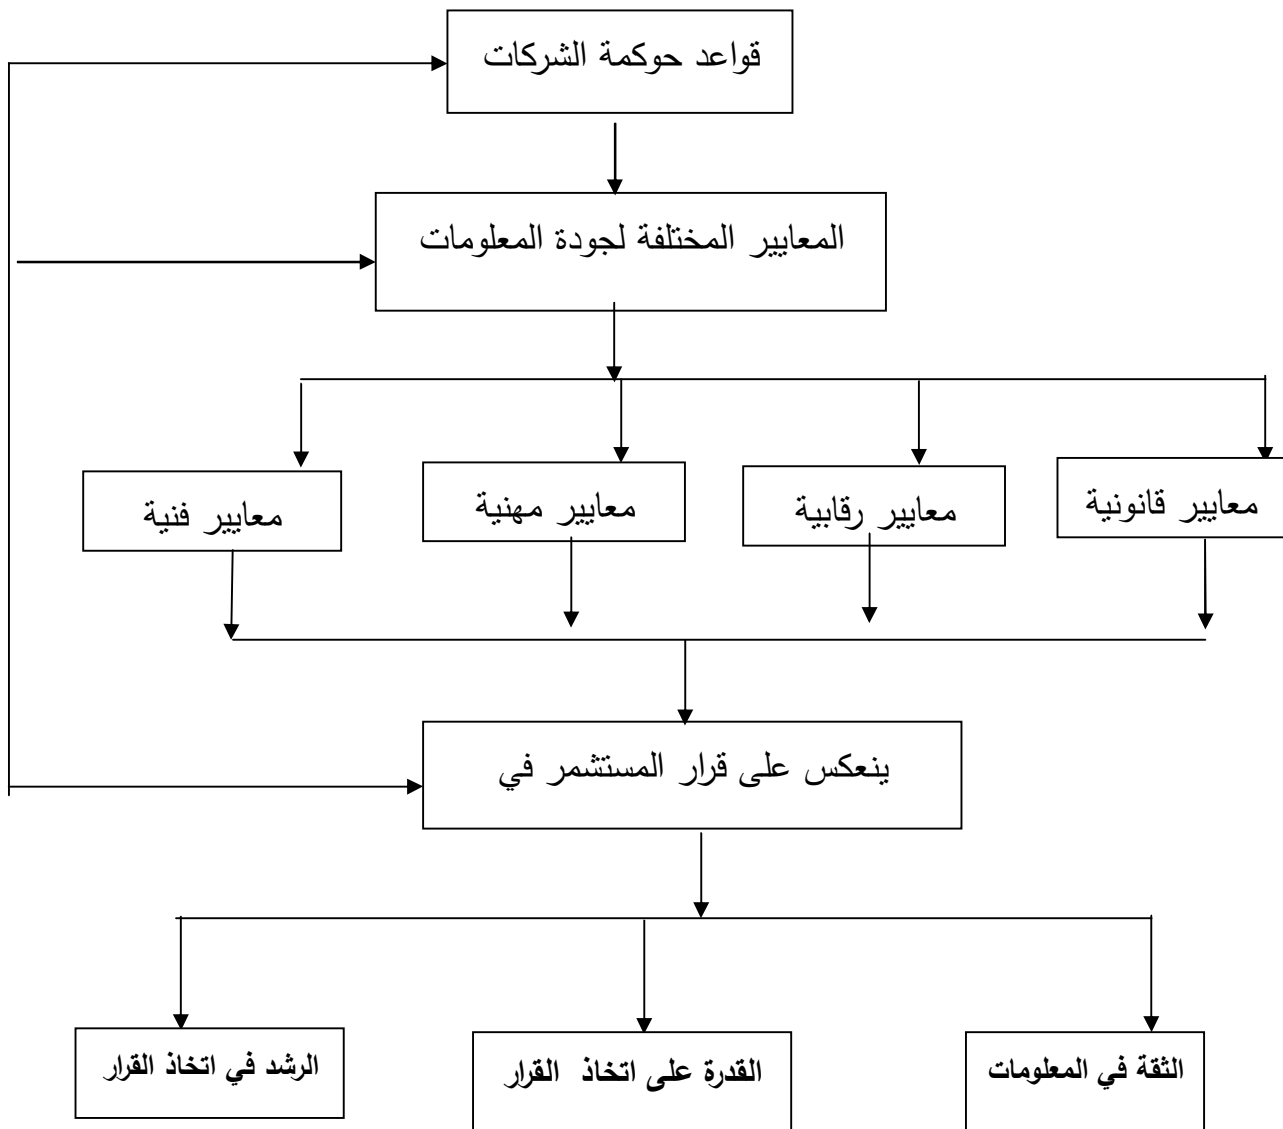 قواعد حوكمة الشركات
المعايير المختلفة لجودة المعلومات
معايير قانونية
معايير رقابية
معايير مهنية
معايير فنية
ينعكس على قرار المستشمر في
الثقة في المعلومات
القدرة على اتخاذ القرار
الرشد في اتخاذ القرار